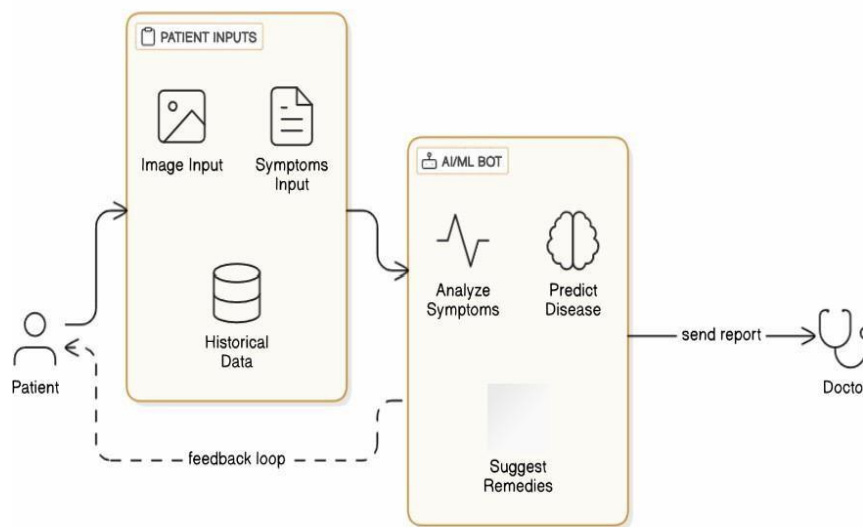 PATIENT INPUTS
Image Input
Symptoms
Input
AI/ML BOT
Analyze
Symptoms
Predict
Disease
Historical
Data
send report
Patient
Docto
feedback loop
Suggest
Remedies